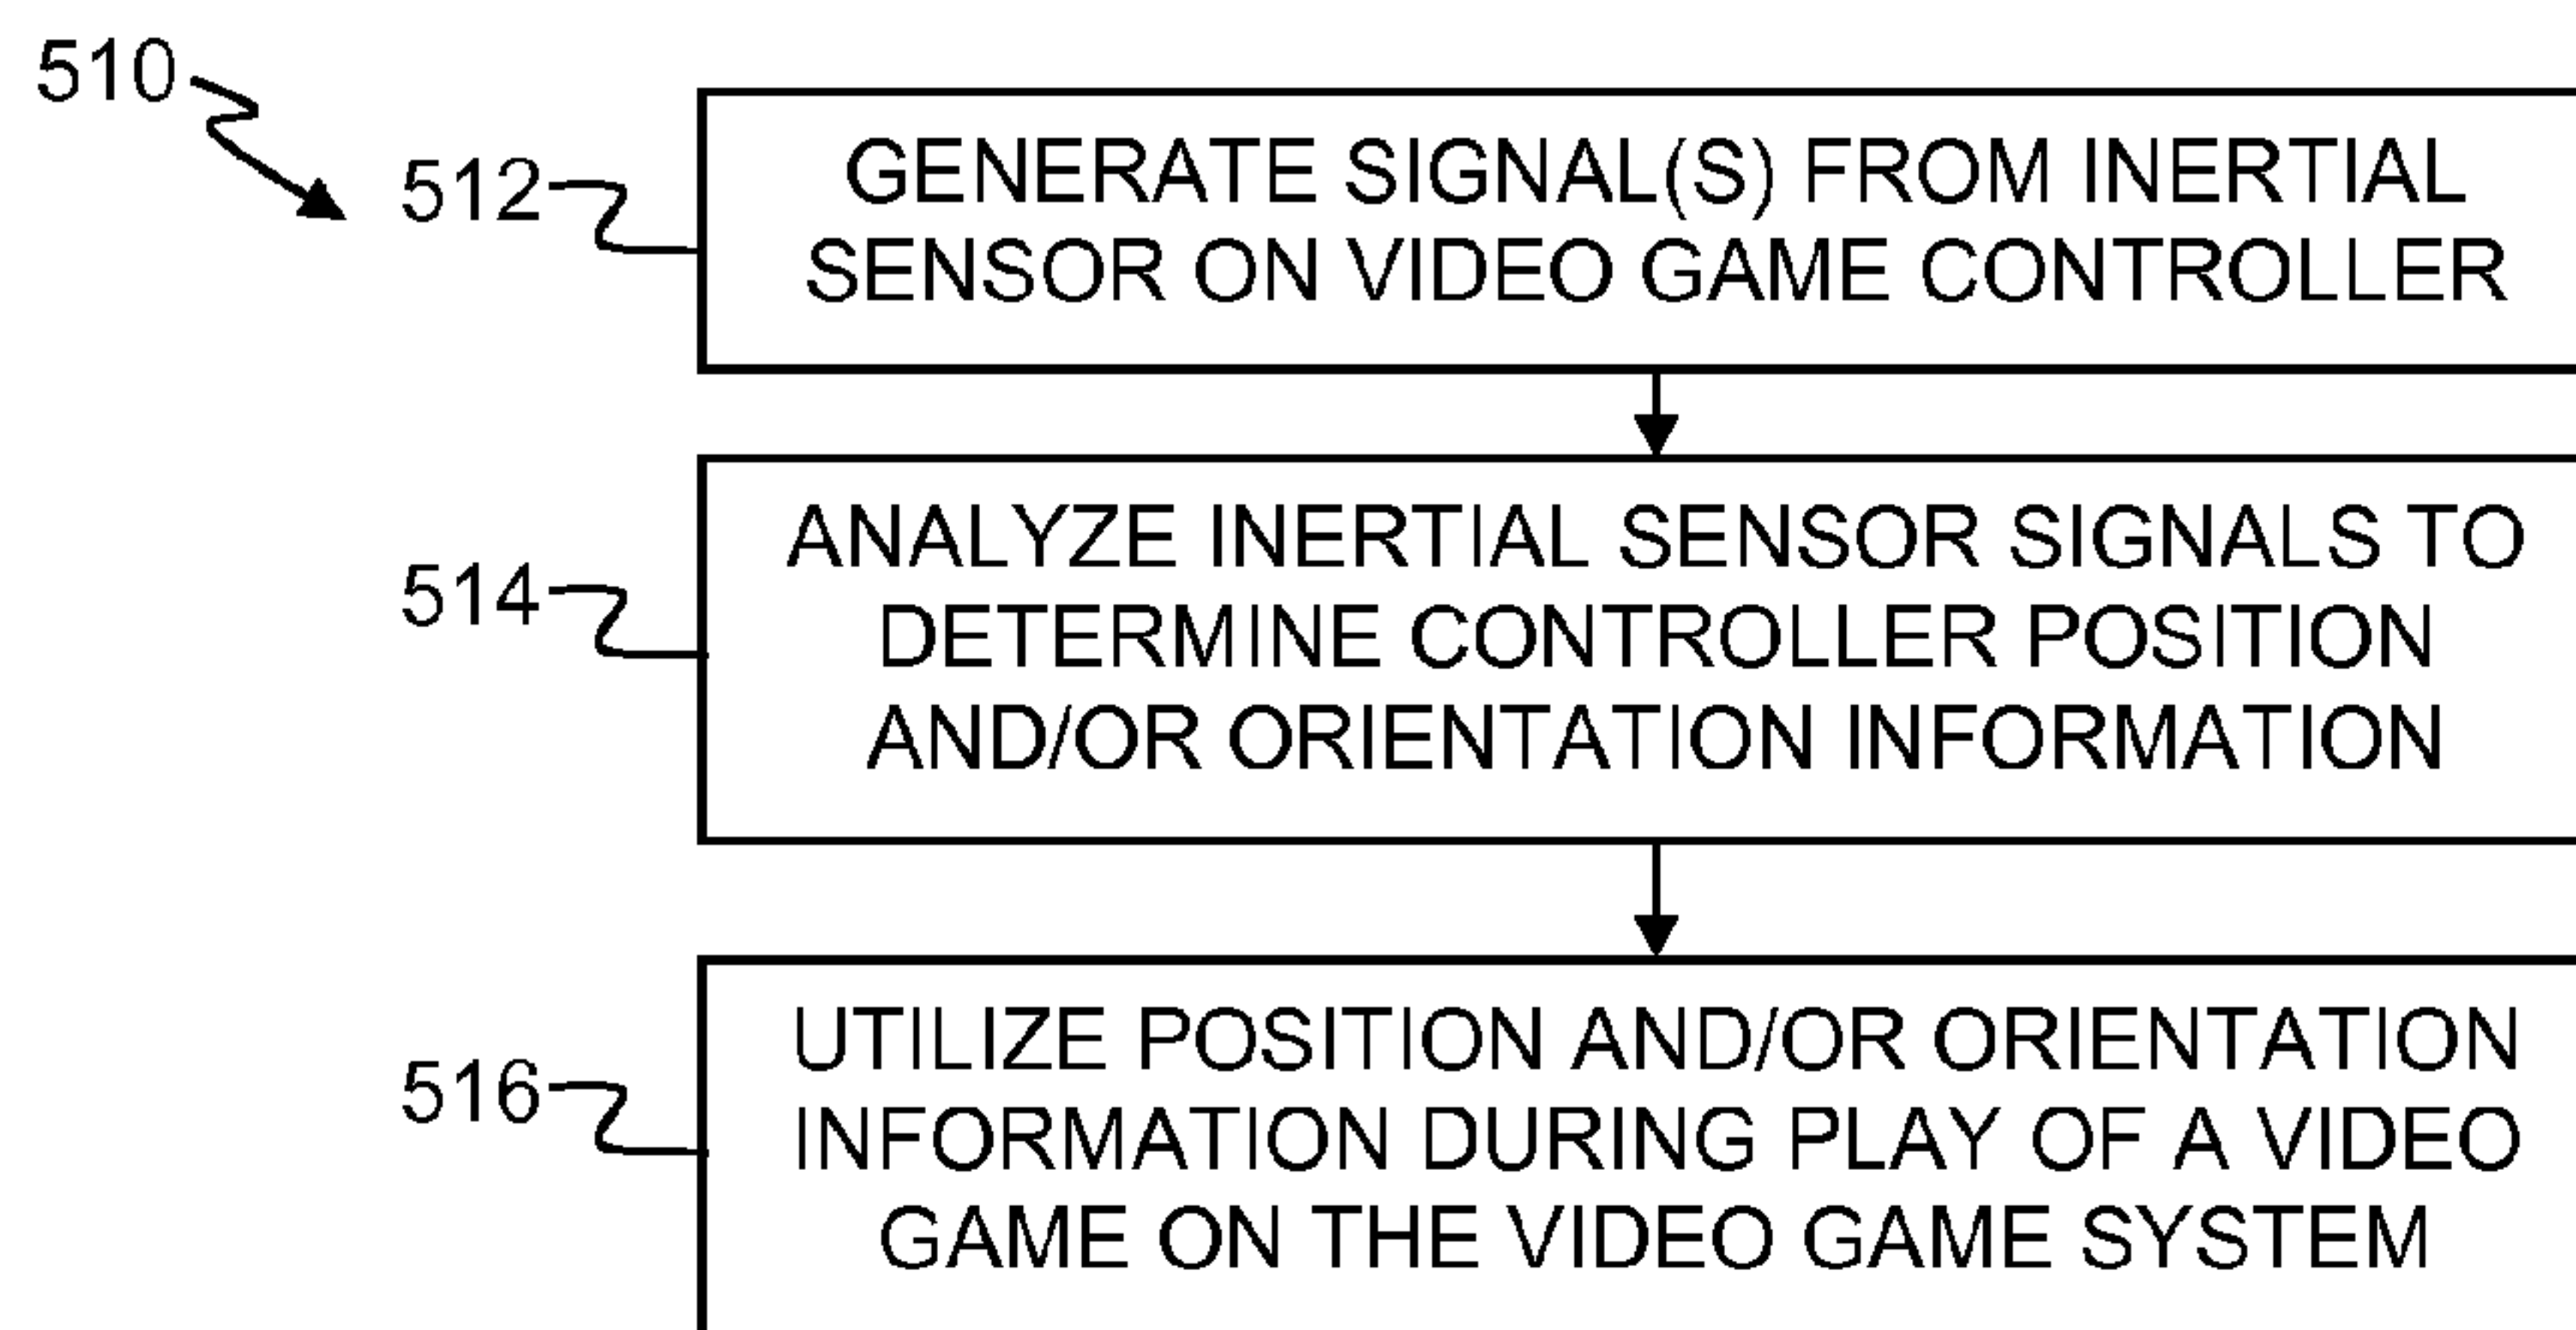 510
512
GENERATE SIGNAL(S) FROM INERTIAL
SENSOR ON VIDEO GAME CONTROLLER
514
ANALYZE INERTIAL SENSOR SIGNALS TO
DETERMINE CONTROLLER POSITION
AND/OR ORIENTATION INFORMATION
516
UTILIZE POSITION AND/OR ORIENTATION
INFORMATION DURING PLAY OF A VIDEO
GAME ON THE VIDEO GAME SYSTEM